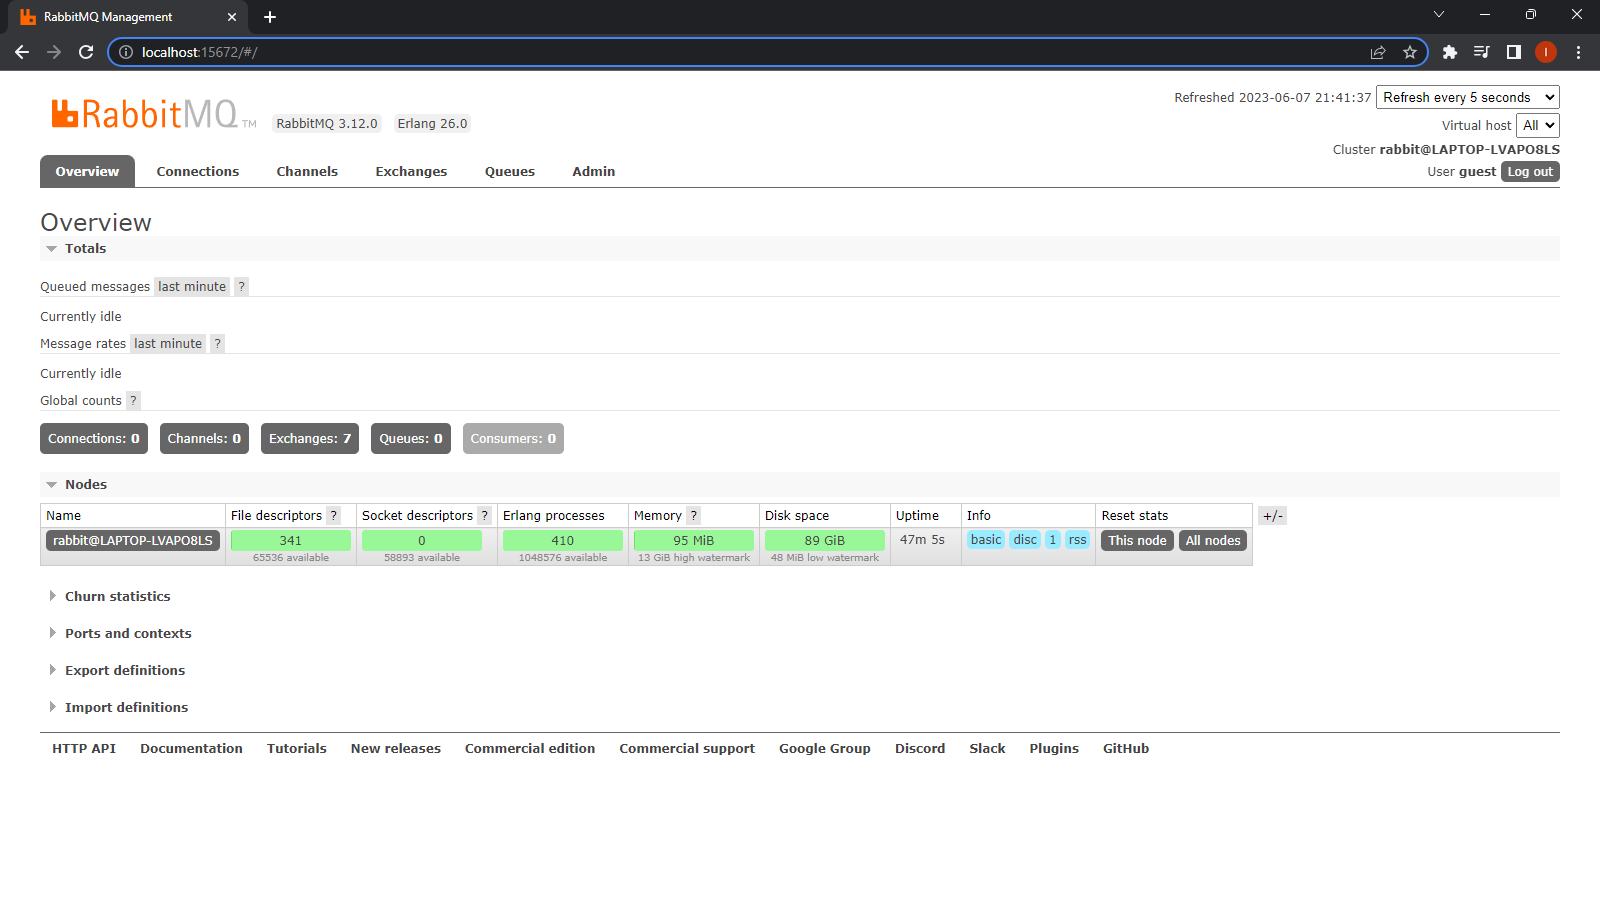 RabbitMQ Management
localhost:15672/#/
I
RabbitMQ TM
RabbitMQ 3.12.0 Erlang 26.0
Refreshed 2023-06-07 21:41:37 Refresh every 5 seconds
Virtual host All
Cluster rabbit@LAPTOP-LVAPO8LS
User guest Log out
Overview Connections Channels Exchanges Queues Admin
Overview
Totals
Queued messages last minute ?
Currently idle
Message rates last minute ?
Currently idle
Global counts ?
Connections: 0 Channels: 0 Exchanges: 7 Queues: 0 Consumers: 0
Nodes
Name File descriptors ? Socket descriptors ? Erlang processes Memory ? Disk space Uptime Info Reset stats +/-
rabbit@LAPTOP-LVAPO8LS 341 0 410 95 MiB 89 GiB 47m 5s basic disc 1 rss This node All nodes
65536 available 58893 available 1048576 available 13 GiB high watermark 48 MiB low watermark
Churn statistics
Ports and contexts
Export definitions
Import definitions
HTTP API Documentation Tutorials New releases Commercial edition Commercial support Google Group Discord Slack Plugins GitHub